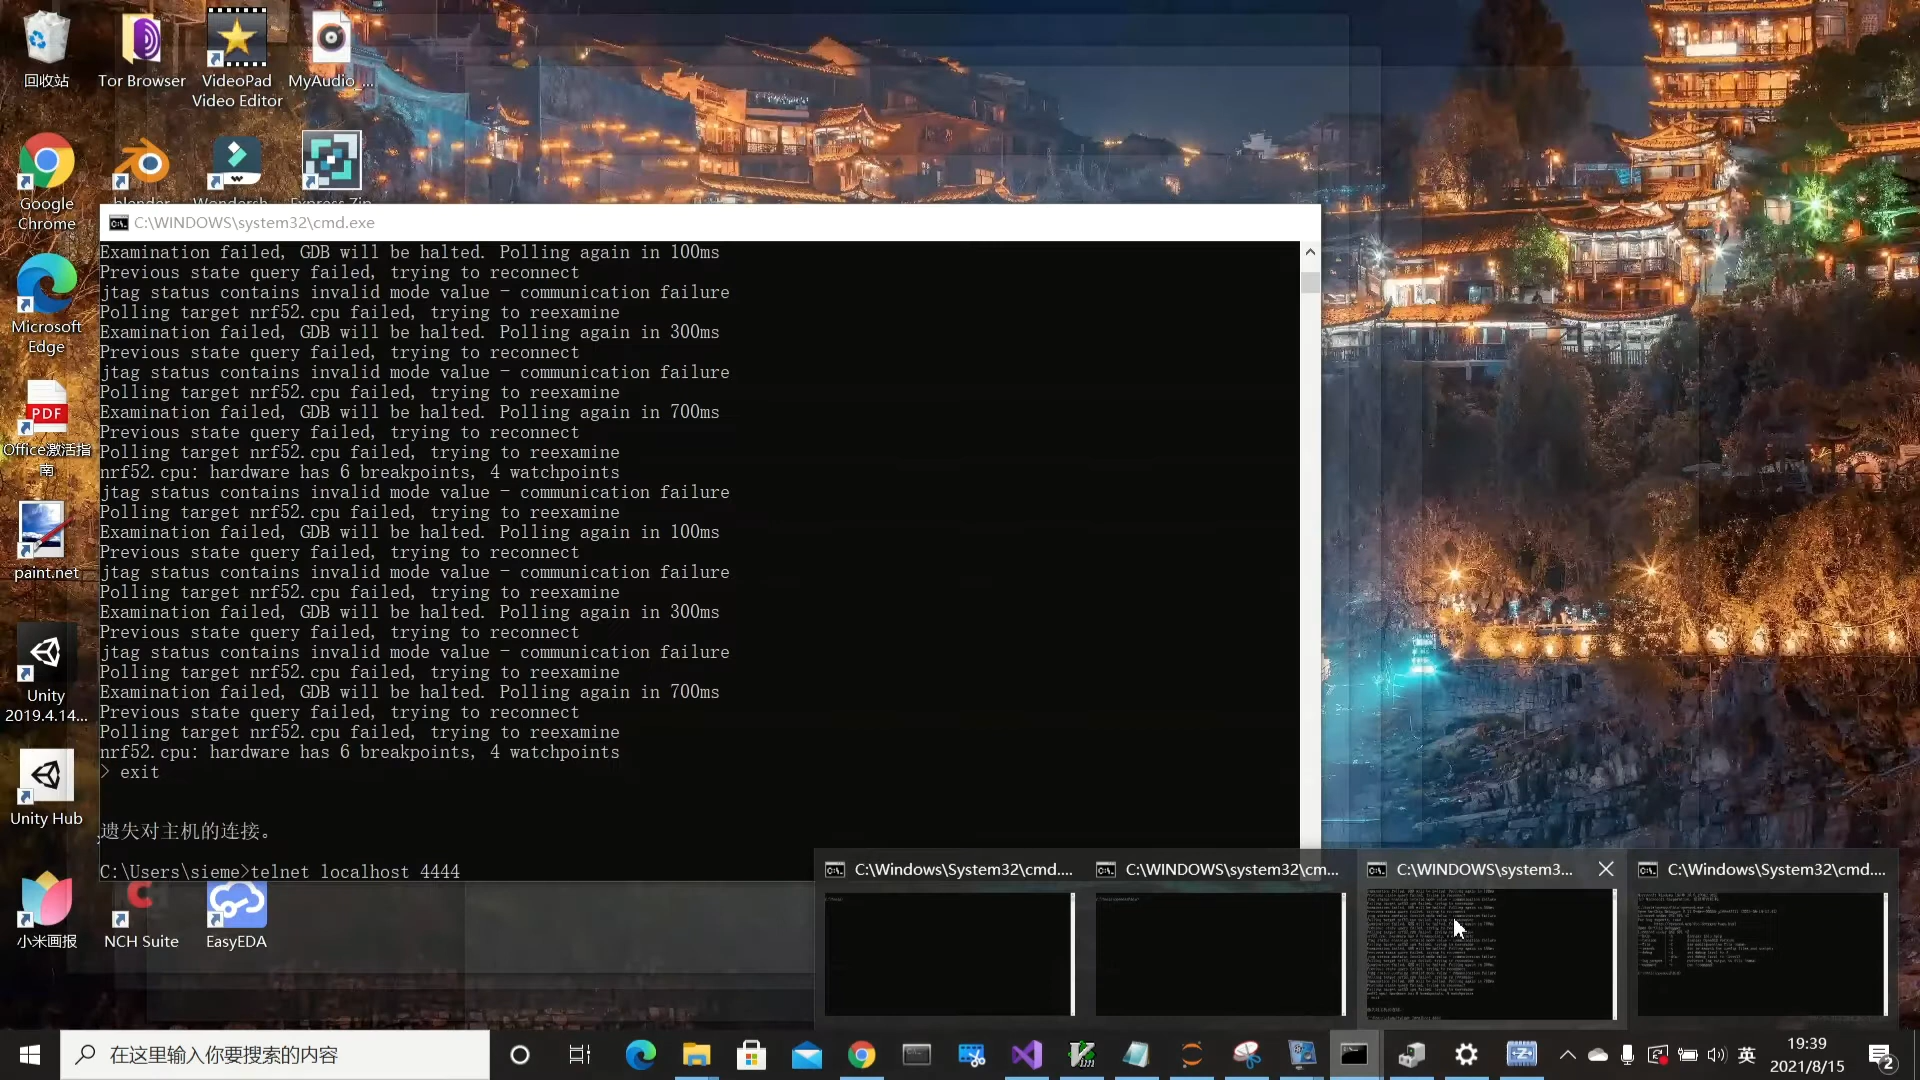 回收站
Tor Browser
VideoPad
Video Editor
MyAudio_...
Google
Chrome
blender
Wondersh...
Express Zip
C:\WINDOWS\system32\cmd.exe
Examination failed, GDB will be halted. Polling again in 100ms
Previous state query failed, trying to reconnect
jtag status contains invalid mode value - communication failure
Polling target nrf52.cpu failed, trying to reexamine
Examination failed, GDB will be halted. Polling again in 300ms
Previous state query failed, trying to reconnect
jtag status contains invalid mode value - communication failure
Polling target nrf52.cpu failed, trying to reexamine
Examination failed, GDB will be halted. Polling again in 700ms
Previous state query failed, trying to reconnect
Polling target nrf52.cpu failed, trying to reexamine
nrf52.cpu: hardware has 6 breakpoints, 4 watchpoints
jtag status contains invalid mode value - communication failure
Polling target nrf52.cpu failed, trying to reexamine
Examination failed, GDB will be halted. Polling again in 100ms
Previous state query failed, trying to reconnect
jtag status contains invalid mode value - communication failure
Polling target nrf52.cpu failed, trying to reexamine
Examination failed, GDB will be halted. Polling again in 300ms
Previous state query failed, trying to reconnect
jtag status contains invalid mode value - communication failure
Polling target nrf52.cpu failed, trying to reexamine
Examination failed, GDB will be halted. Polling again in 700ms
Previous state query failed, trying to reconnect
Polling target nrf52.cpu failed, trying to reexamine
nrf52.cpu: hardware has 6 breakpoints, 4 watchpoints
> exit
遗失对主机的连接。
C:\Users\sieme>telnet localhost 4444
Microsoft
Edge
PDF
Office激活指
南
paint.net
Unity
2019.4.14...
Unity Hub
小米画报
NCH Suite
EasyEDA
C:\Windows\System32\cmd....
C:\WINDOWS\system32\cm...
C:\WINDOWS\system3...
C:\Windows\System32\cmd....
在这里输入你要搜索的内容
英
19:39
2021/8/15
2